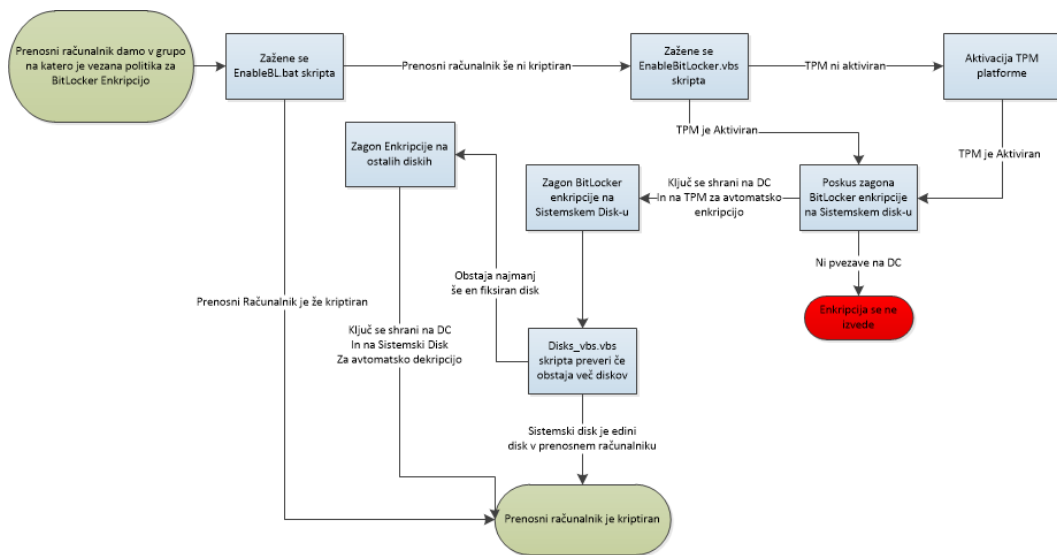 Prenosni računalnik damo v grupo
na katero je vezana politika za
BitLocker Enkripcijo
Zažene se
EnableBL.bat skripta
Prenosni računalnik še ni kriptiran
Zažene se
EnableBitLocker.vbs
skripta
TPM ni aktiviran
Aktivacija TPM
platforme
TPM je Aktiviran
TPM je Aktiviran
Zagon Enkripcije na
ostalih diskih
Zagon BitLocker
enkripcije na
Sistemskem Disk-u
Ključ se shrani na DC
In na TPM za avtomatsko
enkripcijo
Poskus zagona
BitLocker enkripcije
na Sistemskem disk-u
Ni pvezave na DC
Enkripcija se ne
izvede
Obstaja najmanj
še en fiksiran disk
Prenosni Računalnik je že kriptiran
Ključ se shrani na DC
In na Sistemski Disk
Za avtomatsko dekripcijo
Disks_vbs.vbs
skripta preveri če
obstaja več diskov
Sistemski disk je edini
disk v prenosnem računalniku
Prenosni računalnik je kriptiran